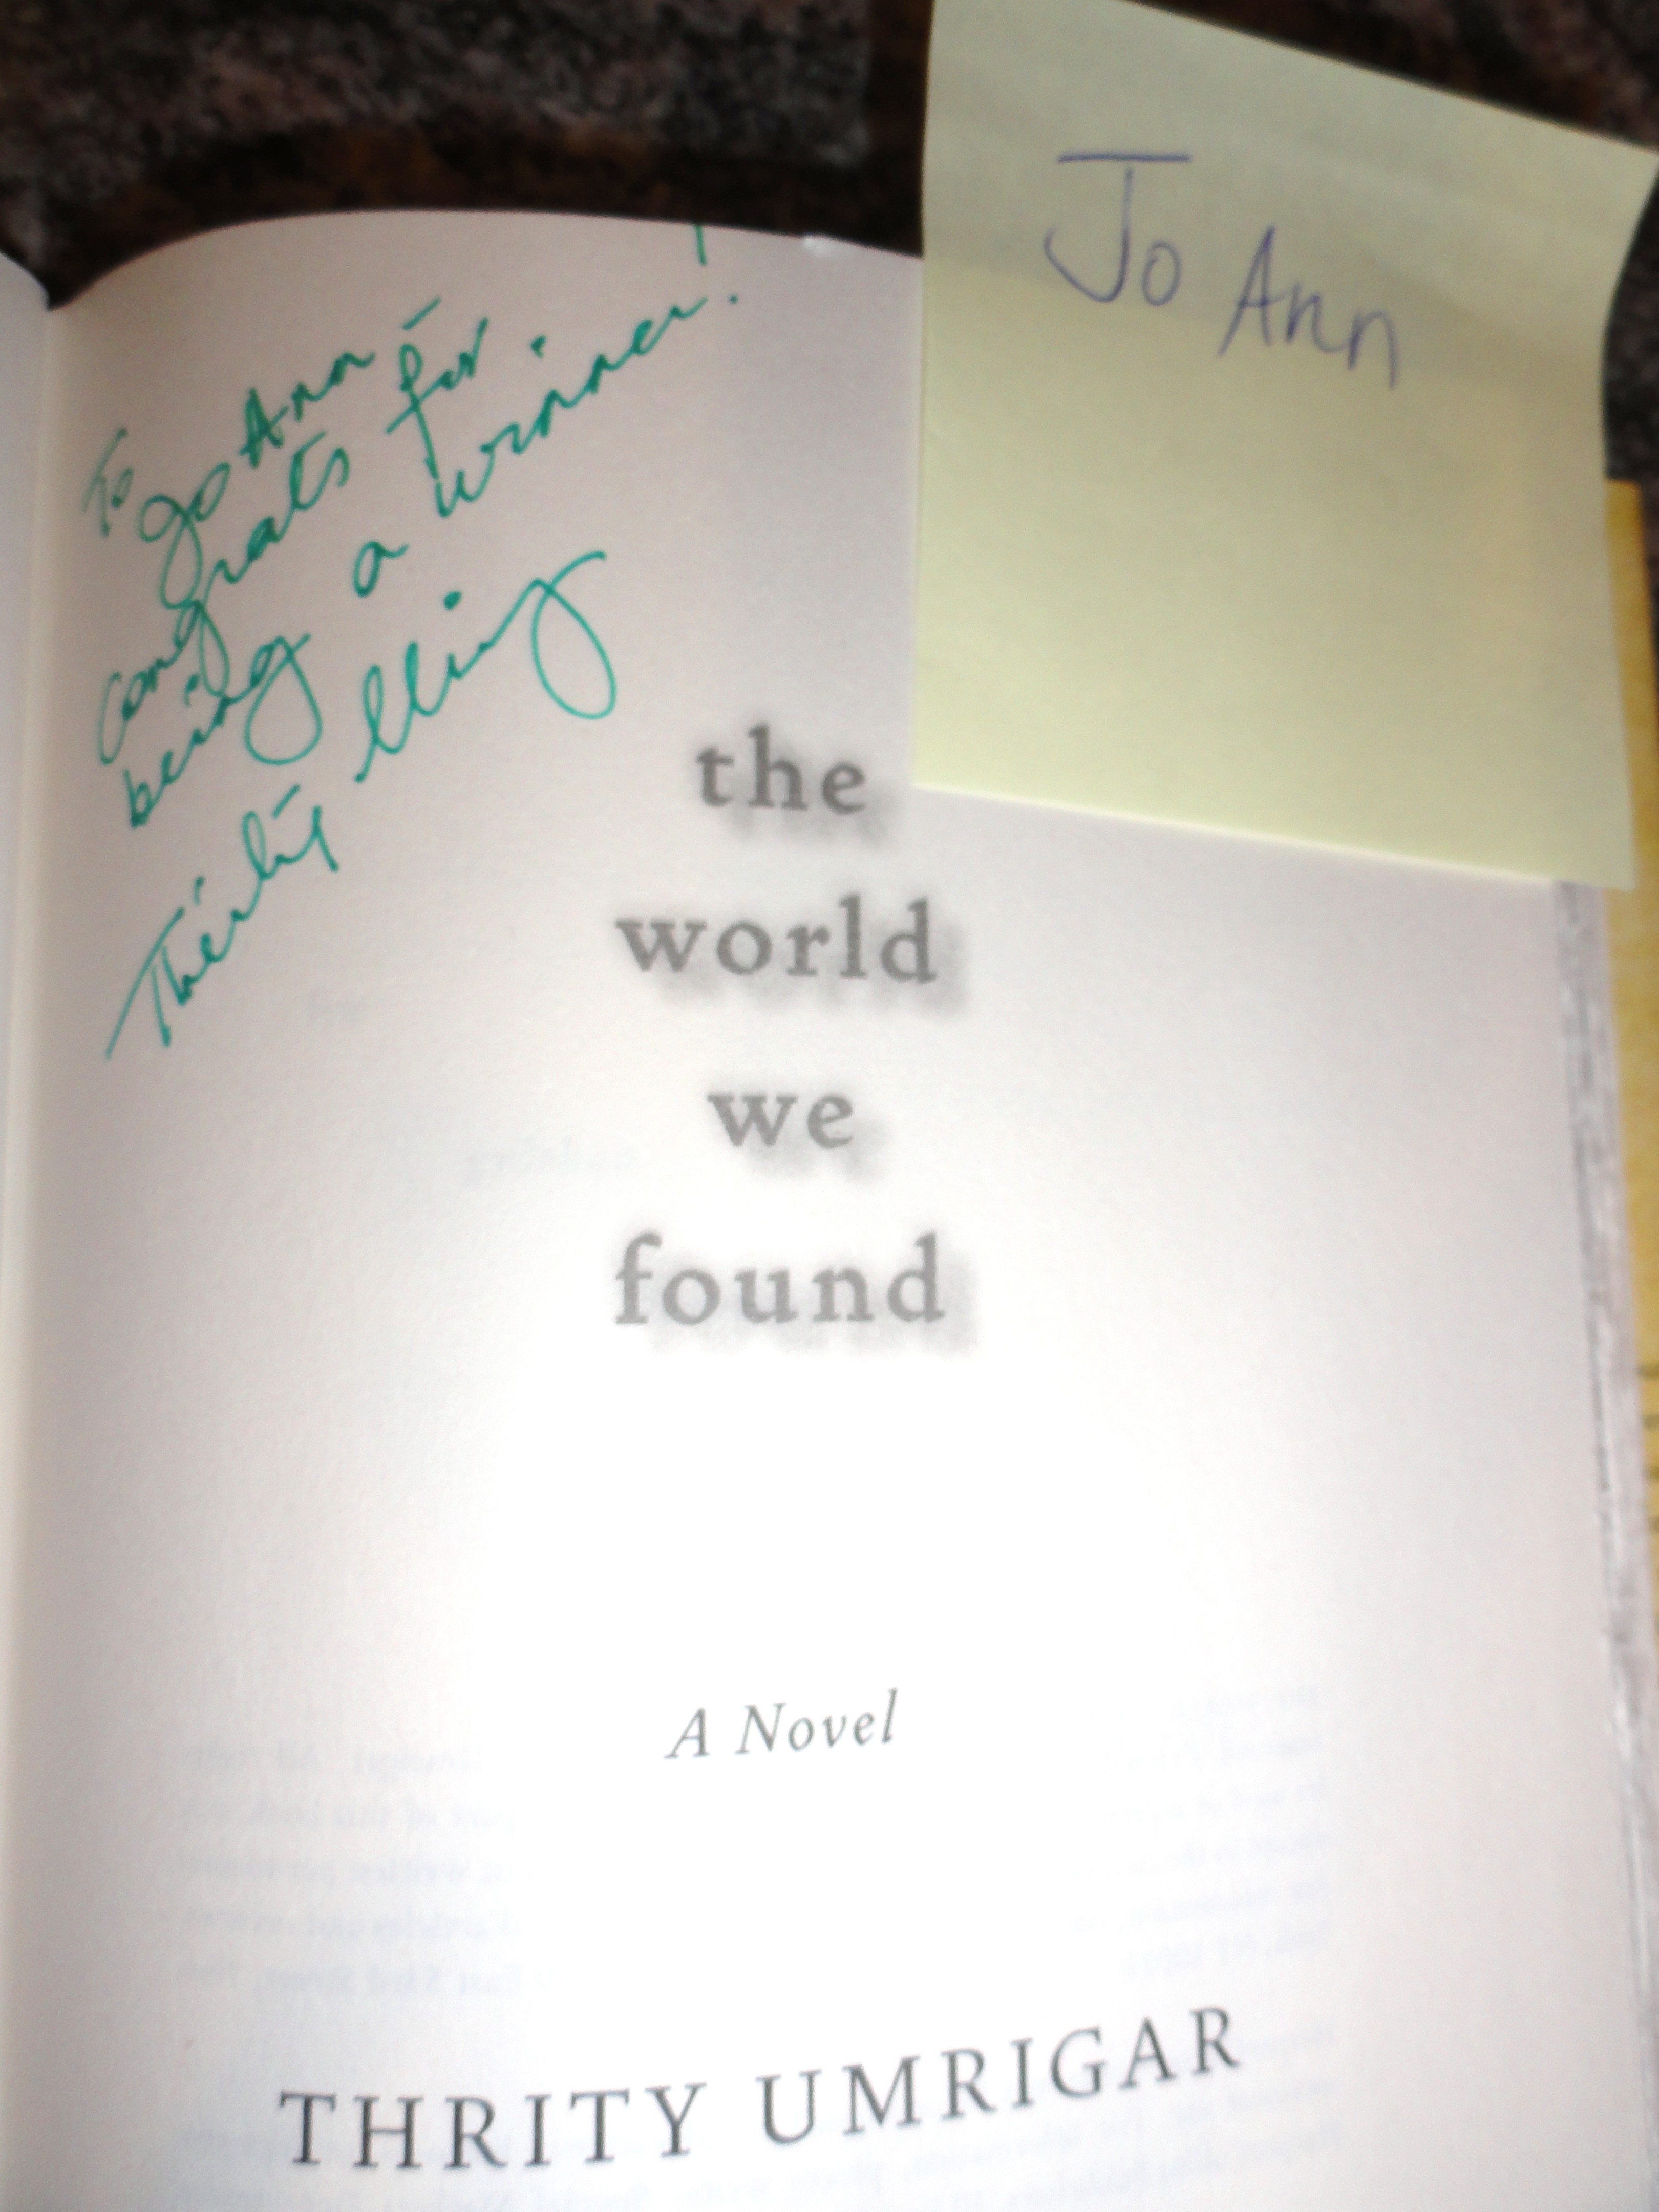 To
Jo Ann –
congrats for
being a winner!
Thrity
Jo Ann
the
world
we
found
A Novel
THRITY UMRIGAR